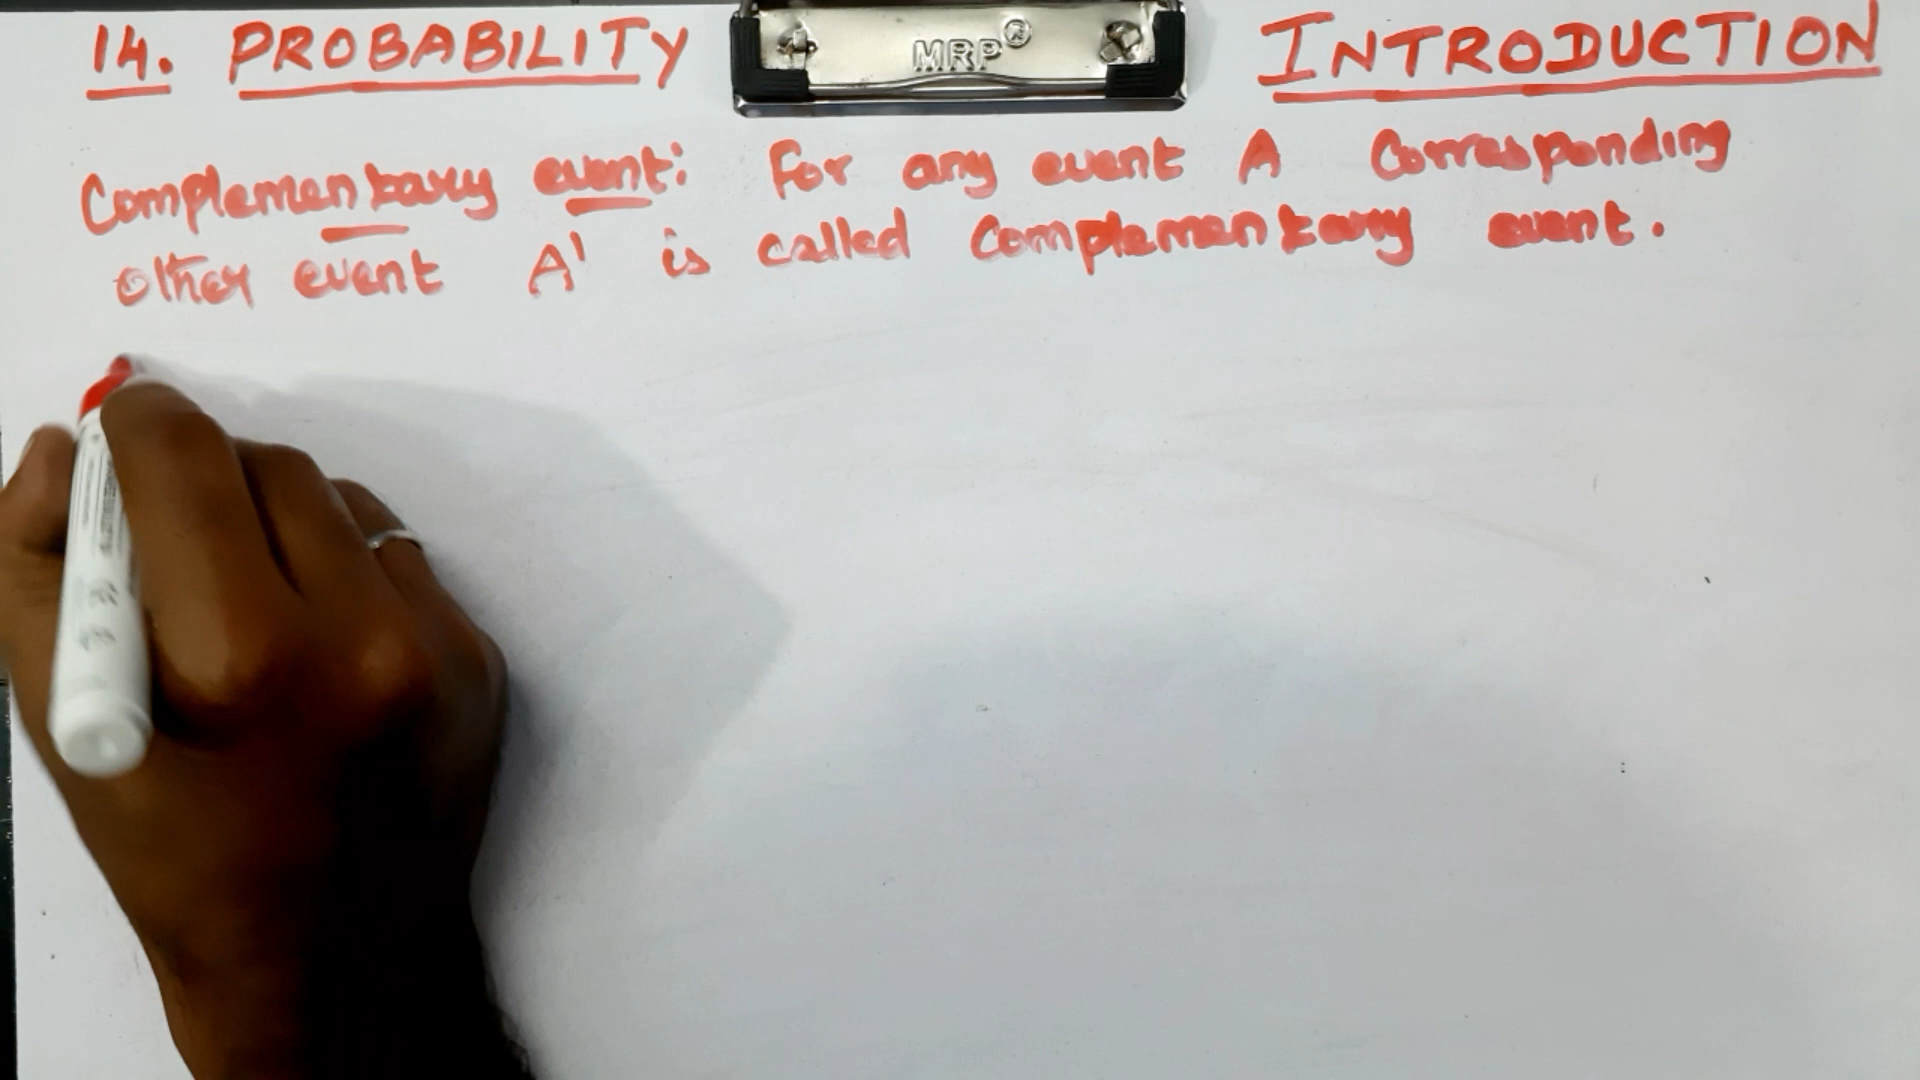 14. PROBABILITY
MRP®
INTRODUCTION
Complementary event: For any event A Corresponding
other event A' is called Complementary event.